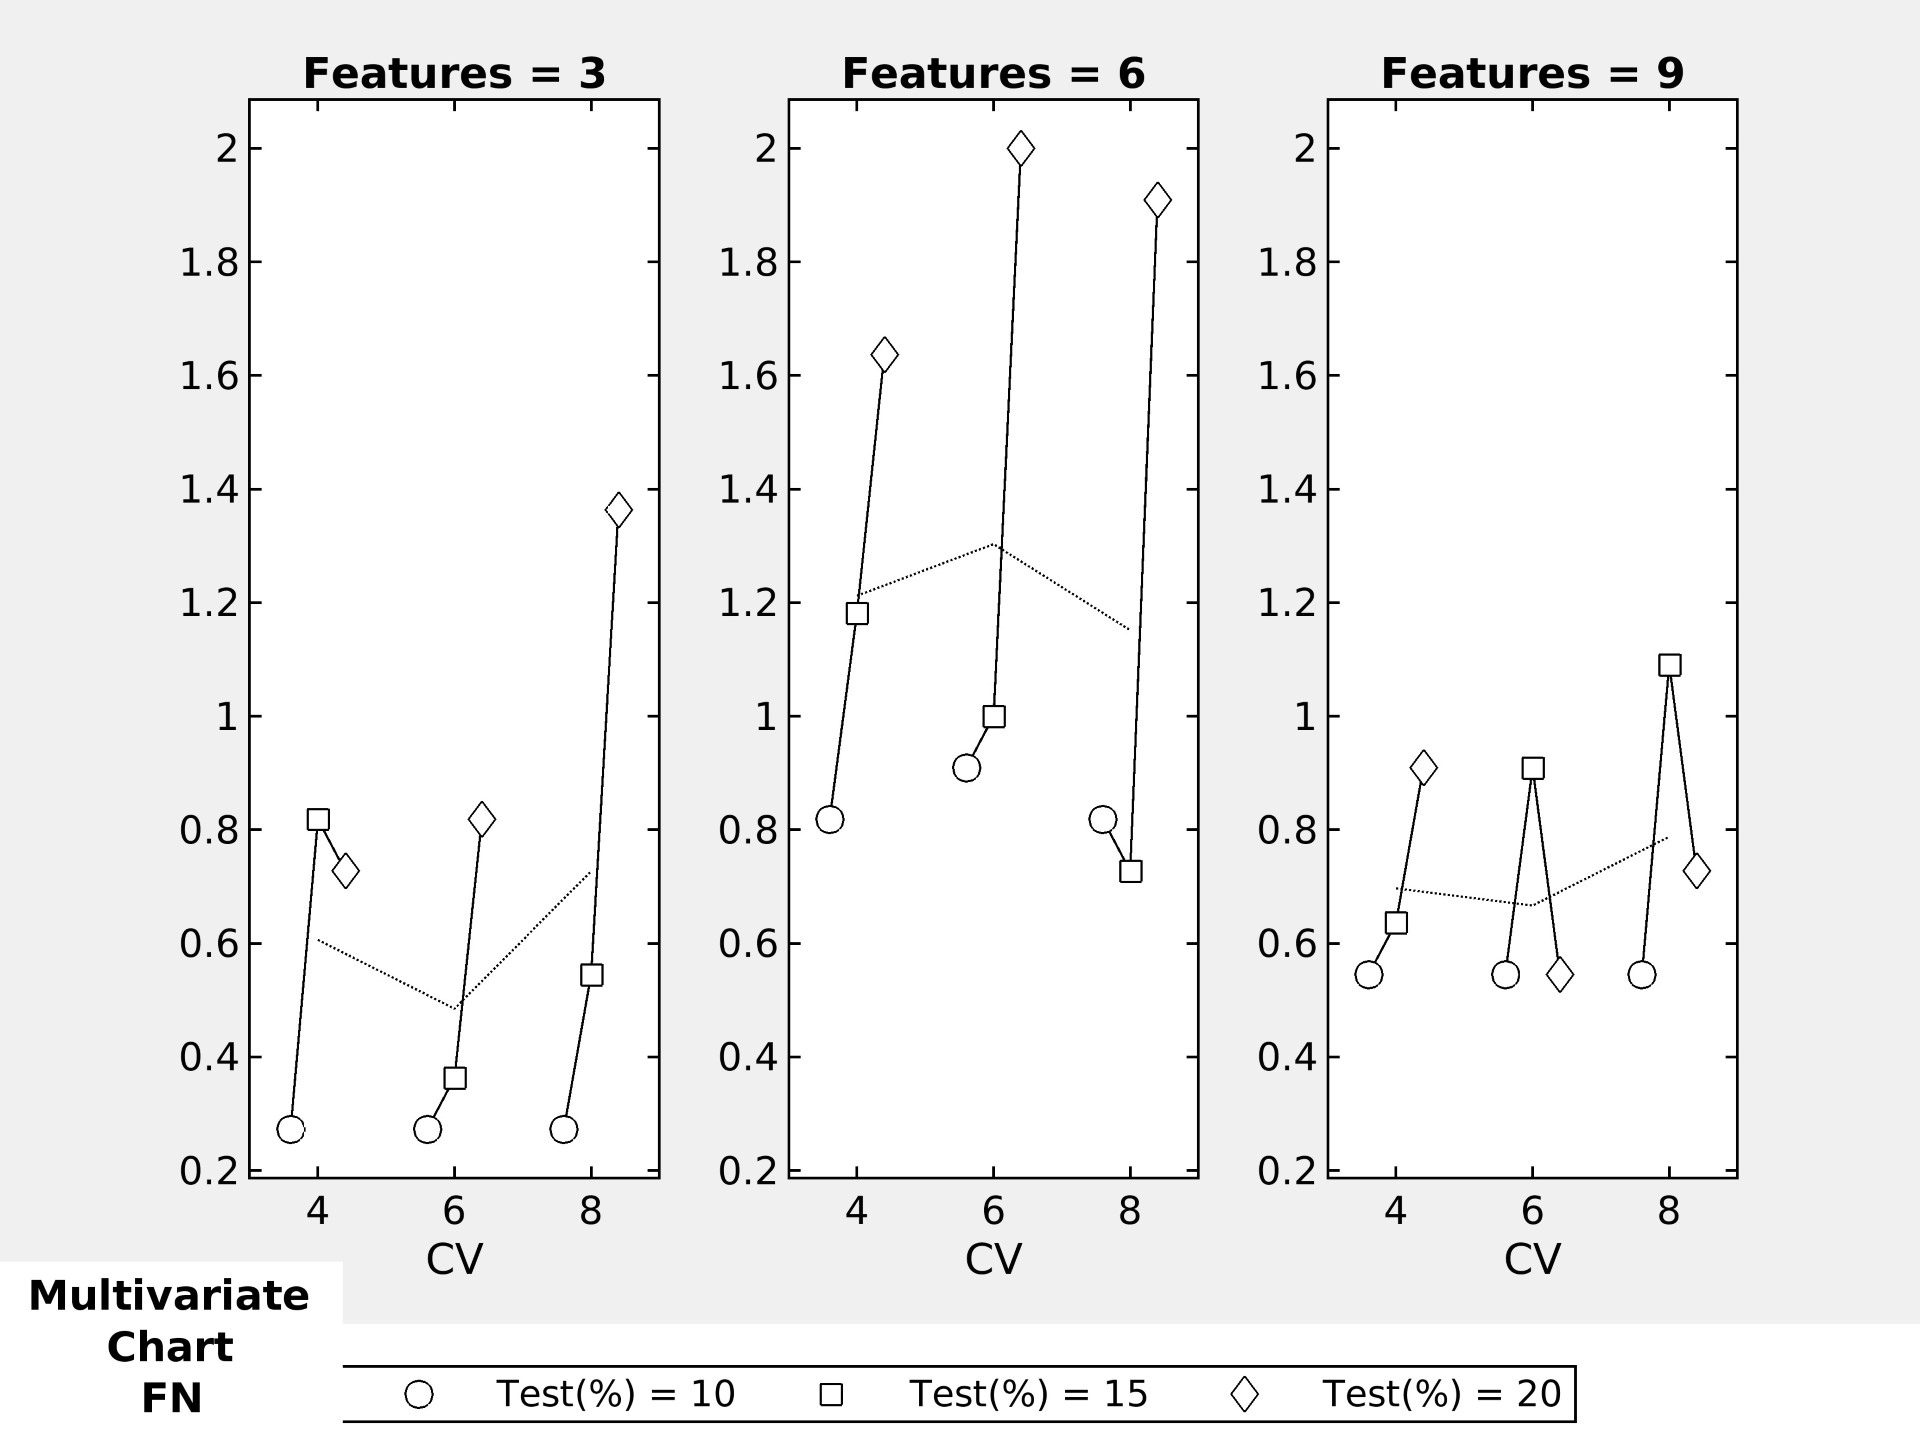 Features = 3
Features = 6
Features = 9
2
1.8
1.6
1.4
1.2
1
0.8
0.6
0.4
0.2
2
1.8
1.6
1.4
1.2
1
0.8
0.6
0.4
0.2
2
1.8
1.6
1.4
1.2
1
0.8
0.6
0.4
0.2
4 6 8
4 6 8
4 6 8
CV
CV
CV
Multivariate
Chart
FN
Test(%) = 10
Test(%) = 15
Test(%) = 20